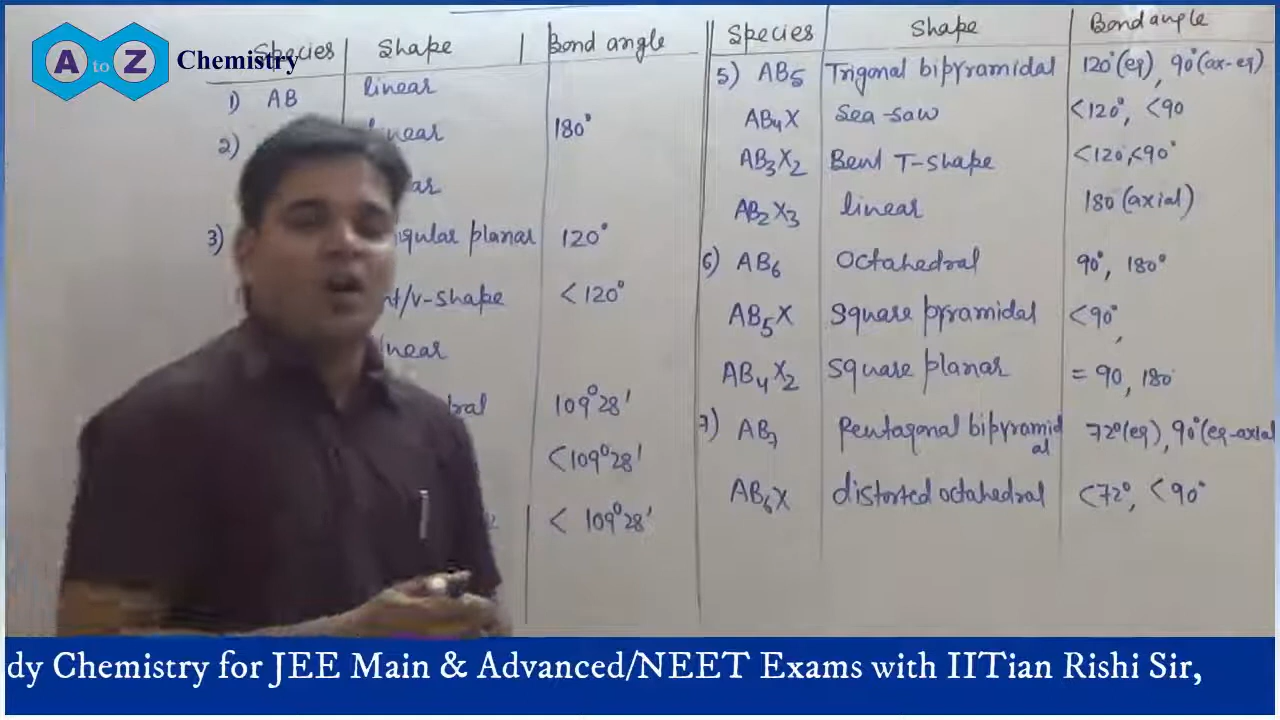 A to Z Chemistry
Species Shape Bond angle
1) AB linear
2) 180°
3) planar 120°
/v-shape < 120°
109°28'
<109°28'
< 109°28'
Species Shape Bond angle
5) AB5 Trigonal bipyramidal 120°(eq), 90°(ax-eq)
AB4X Sea-saw <120°, <90
AB3X2 Bent T-shape <120,<90°
AB2X3 linear 180 (axial)
6) AB6 Octahedral 90°, 180°
AB5X Square pyramidal <90°,
AB4X2 Square planar = 90, 180
7) AB7 Pentagonal bipyramid 72°(eq), 90°(eq-axial
al
AB6X distorted octahedral <72°, <90°
dy Chemistry for JEE Main & Advanced/NEET Exams with IITian Rishi Sir,